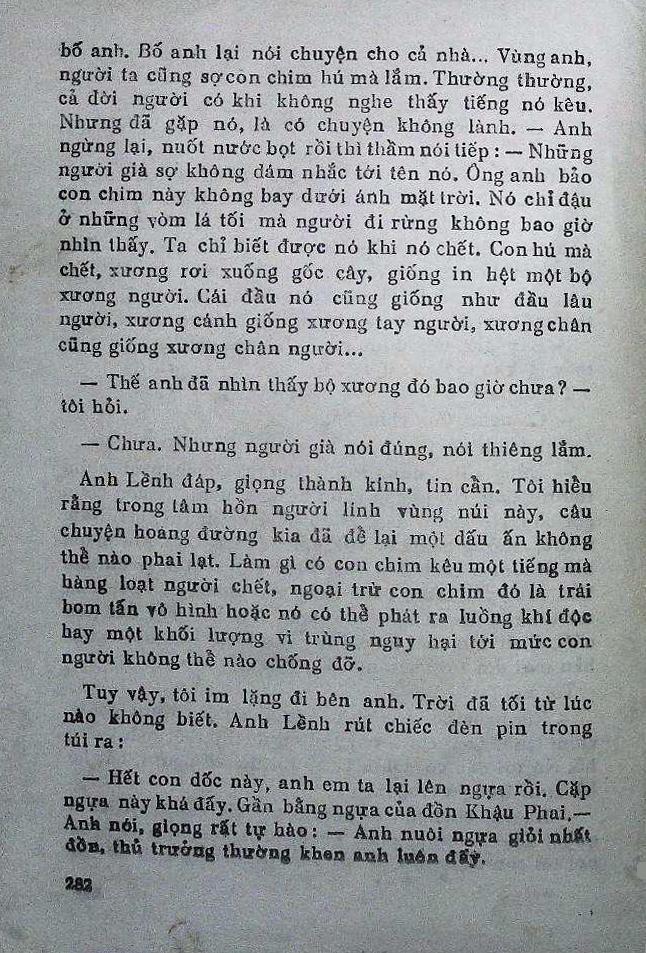 bố anh. Bố anh lại nói chuyện cho cả nhà... Vùng anh,
người ta cũng sợ con chim hú mà lắm. Thường thường,
cả đời người có khi không nghe thấy tiếng nó kêu.
Nhưng đã gặp nó, là có chuyện không lành. — Anh
ngừng lại, nuốt nước bọt rồi thì thầm nói tiếp : — Những
người già sợ không dám nhắc tới tên nó. Ông anh bảo
con chim này không bay dưới ánh mặt trời. Nó chỉ đậu
ở những vòm lá tối mà người đi rừng không bao giờ
nhìn thấy. Ta chỉ biết được nó khi nó chết. Con hú mà
chết, xương rơi xuống gốc cây, giống in hệt một bộ
xương người. Cái đầu nó cũng giống như đầu lâu
người, xương cánh giống xương tay người, xương chân
cũng giống xương chân người...
— Thế anh đã nhìn thấy bộ xương đó bao giờ chưa ? —
tôi hỏi.
— Chưa. Nhưng người già nói đúng, nói thiêng lắm.
Anh Lềnh đáp, giọng thành kính, tin cẩn. Tôi hiểu
rằng trong tâm hồn người lính vùng núi này, câu
chuyện hoang đường kia đã để lại một dấu ấn không
thể nào phai lạt. Làm gì có con chim kêu một tiếng mà
hàng loạt người chết, ngoại trừ con chim đó là trái
bom tấn vô hình hoặc nó có thể phát ra luồng khí độc
hay một khối lượng vi trùng nguy hại tới mức con
người không thể nào chống đỡ.
Tuy vậy, tôi im lặng đi bên anh. Trời đã tối từ lúc
nào không biết. Anh Lềnh rút chiếc đèn pin trong
túi ra :
— Hết con dốc này, anh em ta lại lên ngựa rồi. Cặp
ngựa này khá đấy. Gần bằng ngựa của đồn Khậu Phai.—
Anh nói, giọng rất tự hào : — Anh nuôi ngựa giỏi nhất
đồn, thủ trưởng thường khen anh luôn đấy.
282